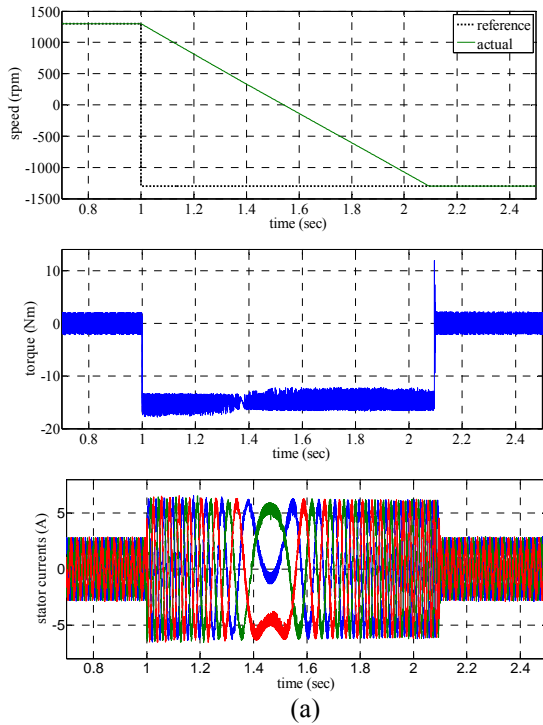 1500
1000
500
0
-500
-1000
-1500
speed (rpm)
reference
actual
0.8 1 1.2 1.4 1.6 1.8 2 2.2 2.4
time (sec)
10
0
-10
-20
torque (Nm)
0.8 1 1.2 1.4 1.6 1.8 2 2.2 2.4
time (sec)
5
0
-5
stator currents (A)
0.8 1 1.2 1.4 1.6 1.8 2 2.2 2.4
time (sec)
(a)